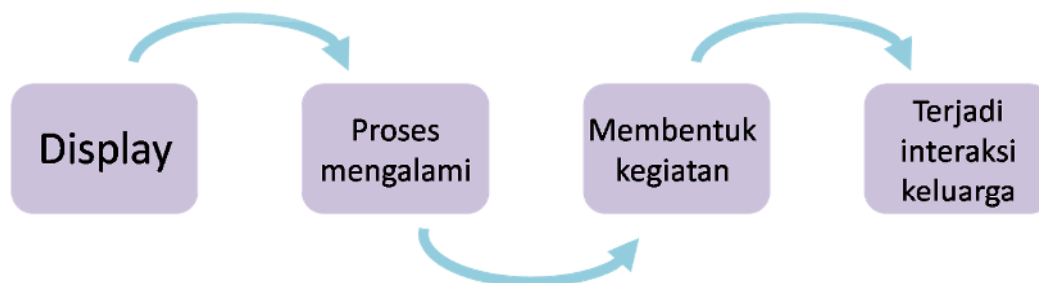 Display
Proses
mengalami
Membentuk
kegiatan
Terjadi
interaksi
keluarga